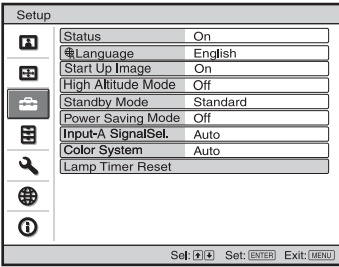 Setup
Status On
Language English
Start Up Image On
High Altitude Mode Off
Standby Mode Standard
Power Saving Mode Off
Input-A SignalSel. Auto
Color System Auto
Lamp Timer Reset
Sel: Set: ENTER Exit: MENU